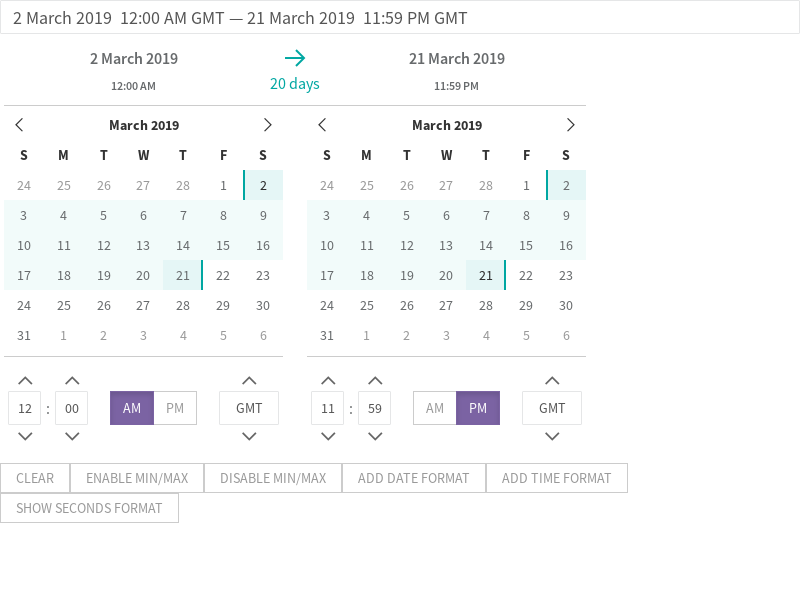 2 March 2019  12:00 AM GMT — 21 March 2019  11:59 PM GMT
2 March 2019 21 March 2019
12:00 AM 20 days 11:59 PM
March 2019 March 2019
S M T W T F S S M T W T F S
24 25 26 27 28 1 2 24 25 26 27 28 1 2
3 4 5 6 7 8 9 3 4 5 6 7 8 9
10 11 12 13 14 15 16 10 11 12 13 14 15 16
17 18 19 20 21 22 23 17 18 19 20 21 22 23
24 25 26 27 28 29 30 24 25 26 27 28 29 30
31 1 2 3 4 5 6 31 1 2 3 4 5 6
12 : 00 AM PM GMT 11 : 59 AM PM GMT
CLEAR ENABLE MIN/MAX DISABLE MIN/MAX ADD DATE FORMAT ADD TIME FORMAT
SHOW SECONDS FORMAT